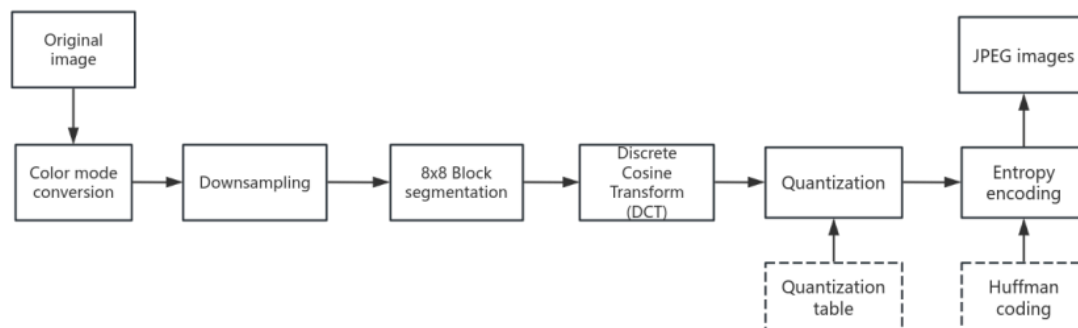 Original
image
JPEG images
Color mode
conversion
Downsampling
8x8 Block
segmentation
Discrete
Cosine
Transform
(DCT)
Quantization
Entropy
encoding
Quantization
table
Huffman
coding